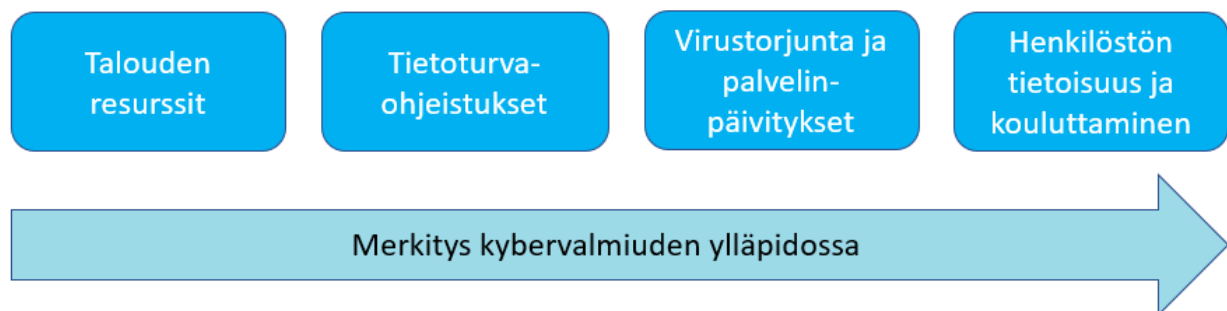 Talouden
resurssit
Tietoturva-
ohjeistukset
Virustorjunta ja
palvelin-
päivitykset
Henkilöstön
tietoisuus ja
kouluttaminen
Merkitys kybervalmiuden ylläpidossa